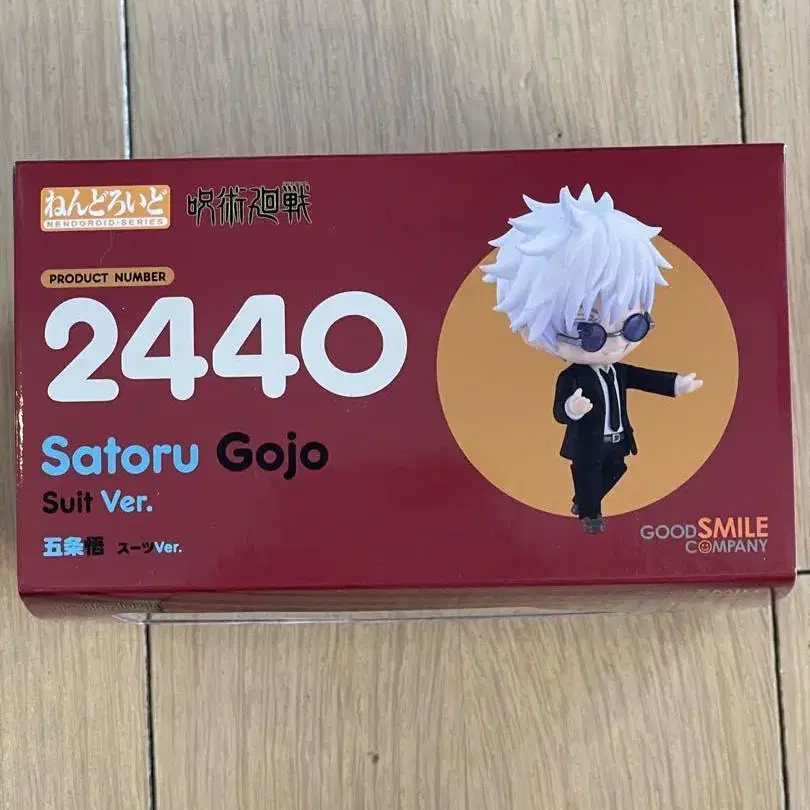 ねんどろいど
NENDOROID·SERIES
呪術廻戦
PRODUCT NUMBER
2440
Satoru Gojo
Suit Ver.
五条悟 スーツVer.
GOODSMILE
COMPANY